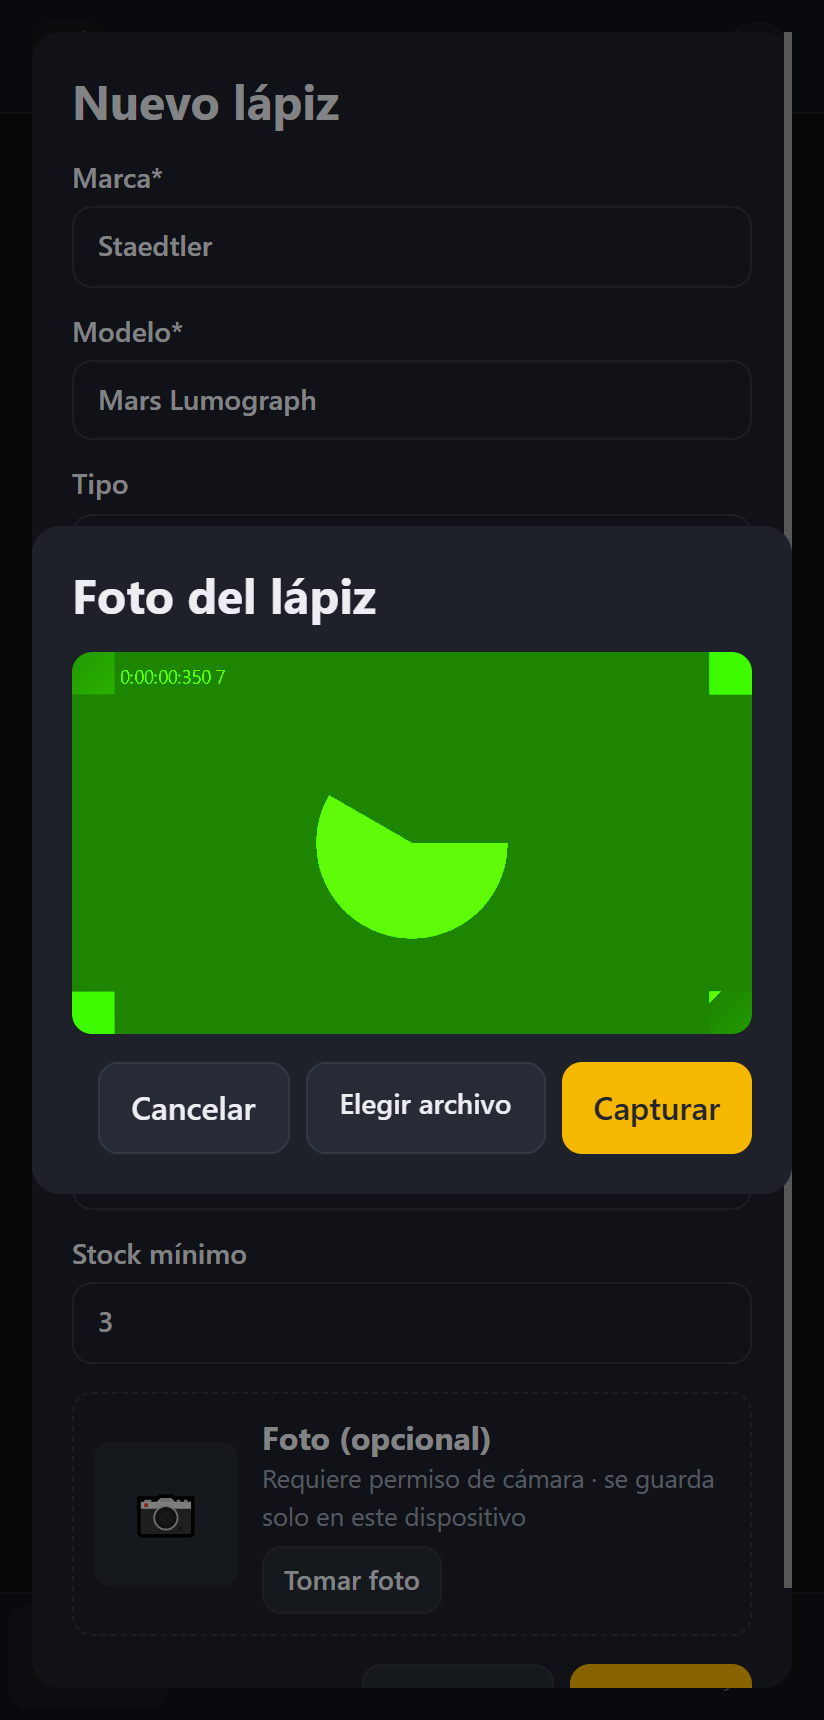 Nuevo lápiz
Marca*
Staedtler
Modelo*
Mars Lumograph
Tipo
Foto del lápiz
0:00:00:350 7
Cancelar
Elegir archivo
Capturar
Stock mínimo
3
Foto (opcional)
Requiere permiso de cámara · se guarda
solo en este dispositivo
Tomar foto